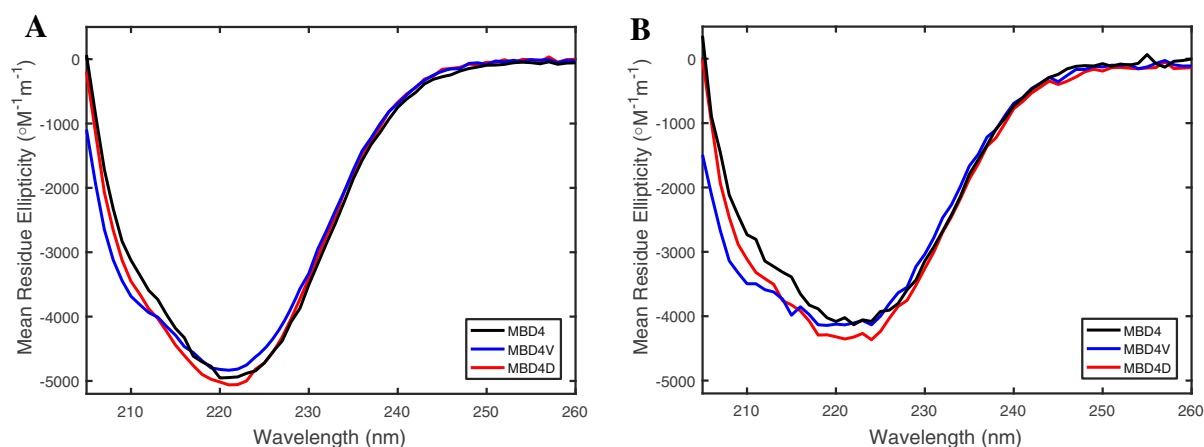 A
0
-1000
-2000
-3000
-4000
-5000
Mean Residue Ellipticity (°M⁻¹m⁻¹)
210 220 230 240 250 260
Wavelength (nm)
MBD4
MBD4V
MBD4D
B
0
-1000
-2000
-3000
-4000
-5000
Mean Residue Ellipticity (°M⁻¹m⁻¹)
210 220 230 240 250 260
Wavelength (nm)
MBD4
MBD4V
MBD4D